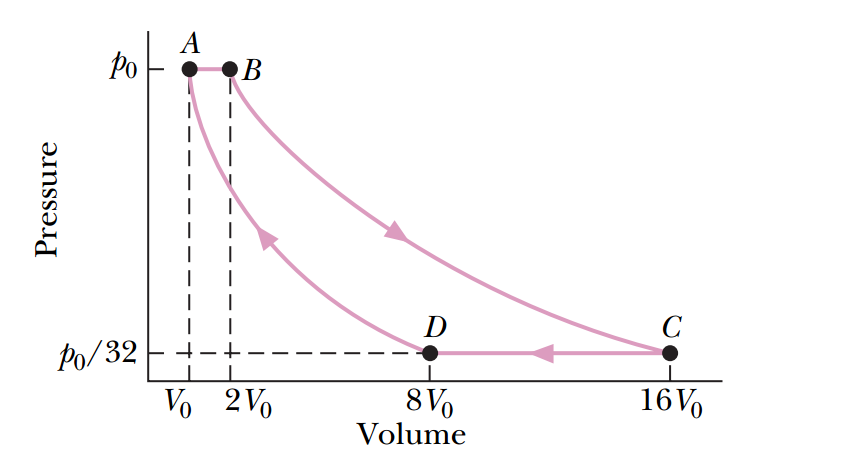 A
p₀
B
Pressure
D
C
p₀/32
V₀
2V₀
8V₀
16V₀
Volume